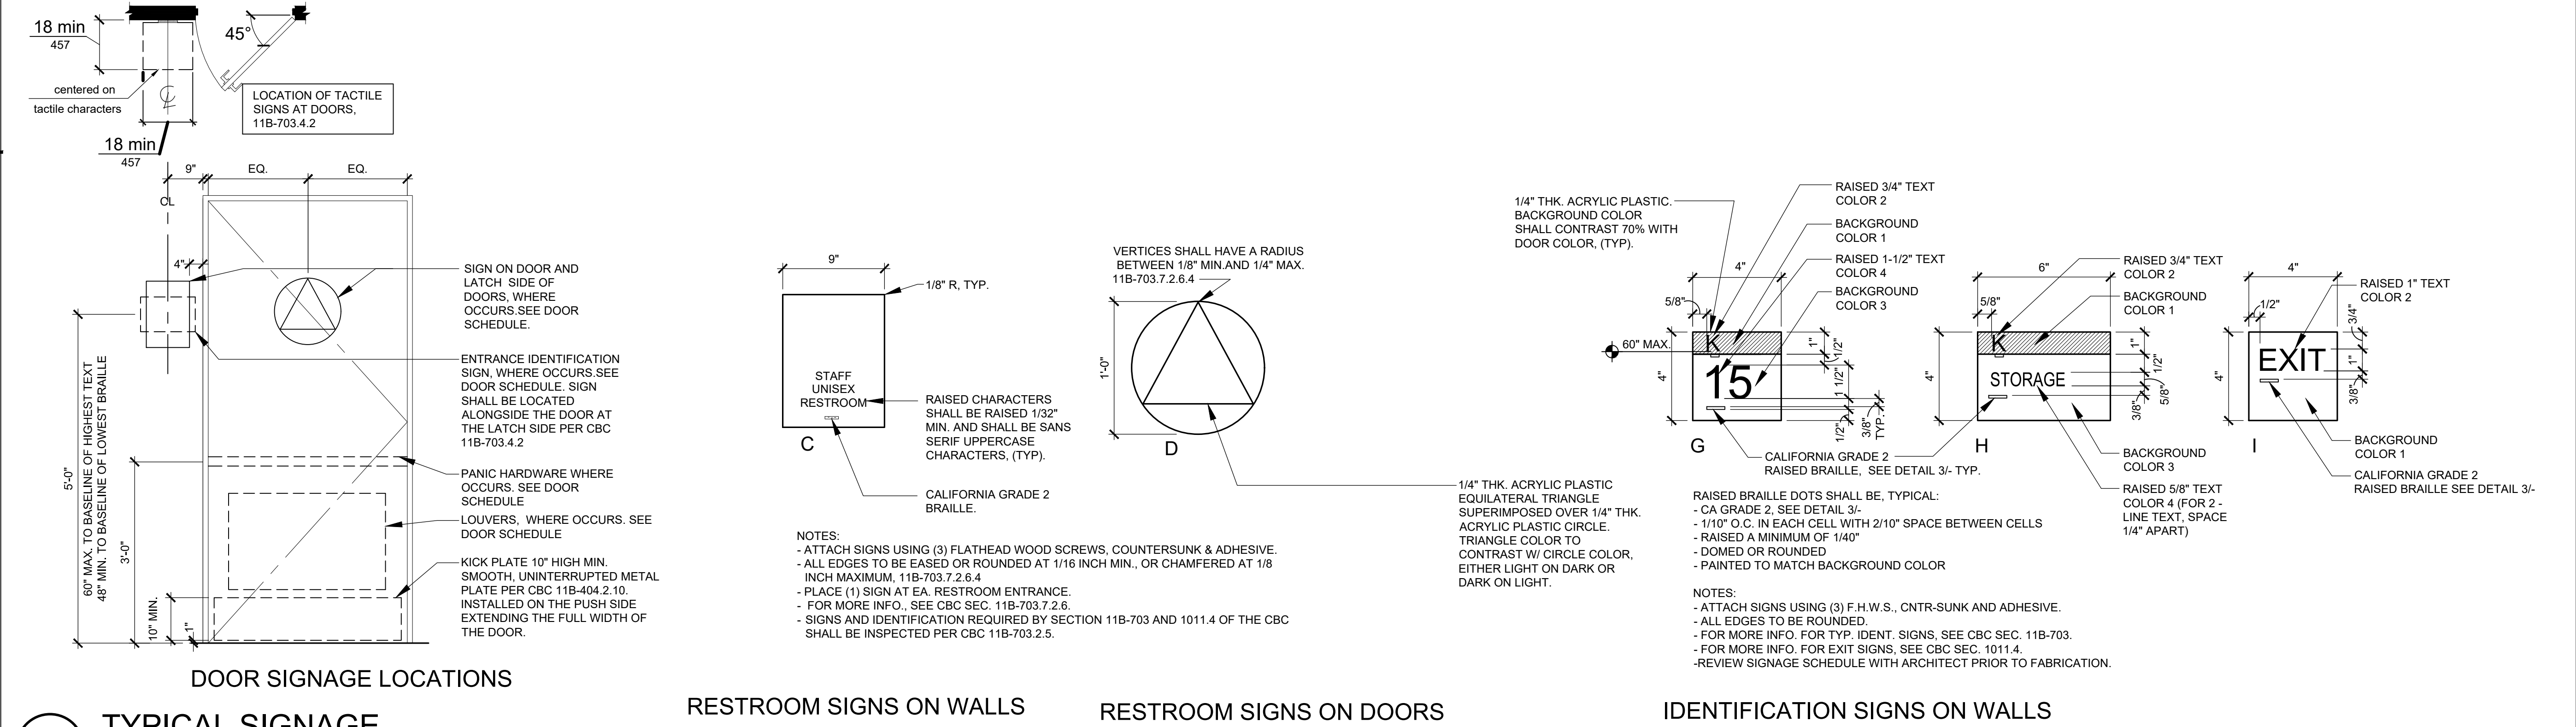 18 min
457
45°
centered on
tactile characters
℄
LOCATION OF TACTILE
SIGNS AT DOORS,
11B-703.4.2
18 min
457
9"
EQ.
EQ.
CL
4"
SIGN ON DOOR AND
LATCH SIDE OF
DOORS, WHERE
OCCURS.SEE DOOR
SCHEDULE.
ENTRANCE IDENTIFICATION
SIGN, WHERE OCCURS.SEE
DOOR SCHEDULE. SIGN
SHALL BE LOCATED
ALONGSIDE THE DOOR AT
THE LATCH SIDE PER CBC
11B-703.4.2
PANIC HARDWARE WHERE
OCCURS. SEE DOOR
SCHEDULE
LOUVERS, WHERE OCCURS. SEE
DOOR SCHEDULE
KICK PLATE 10" HIGH MIN.
SMOOTH, UNINTERRUPTED METAL
PLATE PER CBC 11B-404.2.10.
INSTALLED ON THE PUSH SIDE
EXTENDING THE FULL WIDTH OF
THE DOOR.
5'-0"
60" MAX. TO BASELINE OF HIGHEST TEXT
48" MIN. TO BASELINE OF LOWEST BRAILLE
3'-0"
10" MIN.
1"
DOOR SIGNAGE LOCATIONS
TYPICAL SIGNAGE
9"
1/8" R, TYP.
STAFF
UNISEX
RESTROOM
C
RAISED CHARACTERS
SHALL BE RAISED 1/32"
MIN. AND SHALL BE SANS
SERIF UPPERCASE
CHARACTERS, (TYP).
CALIFORNIA GRADE 2
BRAILLE.
VERTICES SHALL HAVE A RADIUS
BETWEEN 1/8" MIN.AND 1/4" MAX.
11B-703.7.2.6.4
1'-0"
D
1/4" THK. ACRYLIC PLASTIC
EQUILATERAL TRIANGLE
SUPERIMPOSED OVER 1/4" THK.
ACRYLIC PLASTIC CIRCLE.
TRIANGLE COLOR TO
CONTRAST W/ CIRCLE COLOR,
EITHER LIGHT ON DARK OR
DARK ON LIGHT.
NOTES:
- ATTACH SIGNS USING (3) FLATHEAD WOOD SCREWS, COUNTERSUNK & ADHESIVE.
- ALL EDGES TO BE EASED OR ROUNDED AT 1/16 INCH MIN., OR CHAMFERED AT 1/8
INCH MAXIMUM, 11B-703.7.2.6.4
- PLACE (1) SIGN AT EA. RESTROOM ENTRANCE.
- FOR MORE INFO., SEE CBC SEC. 11B-703.7.2.6.
- SIGNS AND IDENTIFICATION REQUIRED BY SECTION 11B-703 AND 1011.4 OF THE CBC
SHALL BE INSPECTED PER CBC 11B-703.2.5.
RESTROOM SIGNS ON WALLS
RESTROOM SIGNS ON DOORS
1/4" THK. ACRYLIC PLASTIC.
BACKGROUND COLOR
SHALL CONTRAST 70% WITH
DOOR COLOR, (TYP).
RAISED 3/4" TEXT
COLOR 2
BACKGROUND
COLOR 1
RAISED 1-1/2" TEXT
COLOR 4
BACKGROUND
COLOR 3
4"
5/8"
60" MAX.
4"
K
15
1"
1/2"
1 1/2"
1/2"
3/8"
TYP.
G
CALIFORNIA GRADE 2
RAISED BRAILLE, SEE DETAIL 3/- TYP.
6"
5/8"
4"
K
STORAGE
1"
1/2"
5/8"
3/8"
H
RAISED 3/4" TEXT
COLOR 2
BACKGROUND
COLOR 1
BACKGROUND
COLOR 3
RAISED 5/8" TEXT
COLOR 4 (FOR 2 -
LINE TEXT, SPACE
1/4" APART)
4"
1/2"
4"
EXIT
3/4"
1"
3/8"
I
RAISED 1" TEXT
COLOR 2
BACKGROUND
COLOR 1
CALIFORNIA GRADE 2
RAISED BRAILLE SEE DETAIL 3/-
RAISED BRAILLE DOTS SHALL BE, TYPICAL:
- CA GRADE 2, SEE DETAIL 3/-
- 1/10" O.C. IN EACH CELL WITH 2/10" SPACE BETWEEN CELLS
- RAISED A MINIMUM OF 1/40"
- DOMED OR ROUNDED
- PAINTED TO MATCH BACKGROUND COLOR
NOTES:
- ATTACH SIGNS USING (3) F.H.W.S., CNTR-SUNK AND ADHESIVE.
- ALL EDGES TO BE ROUNDED.
- FOR MORE INFO. FOR TYP. IDENT. SIGNS, SEE CBC SEC. 11B-703.
- FOR MORE INFO. FOR EXIT SIGNS, SEE CBC SEC. 1011.4.
-REVIEW SIGNAGE SCHEDULE WITH ARCHITECT PRIOR TO FABRICATION.
IDENTIFICATION SIGNS ON WALLS